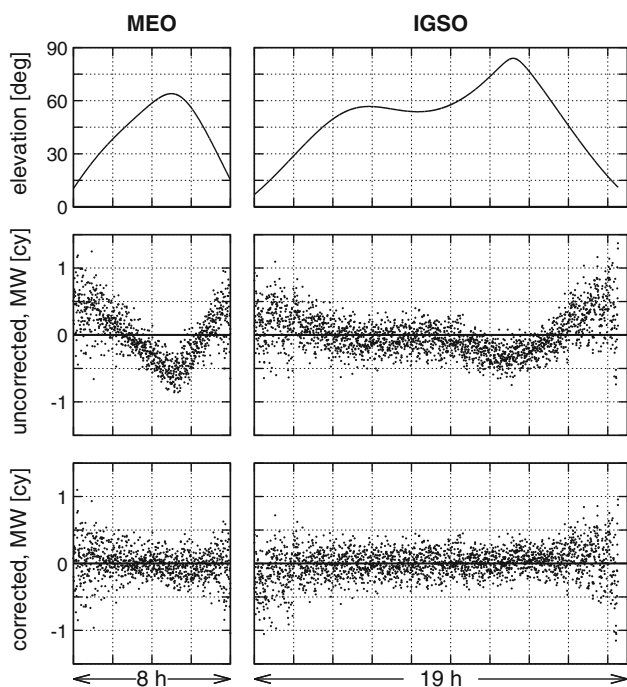 MEO IGSO
elevation [deg]
90
60
30
0
uncorrected, MW [cy]
1
0
-1
corrected, MW [cy]
1
0
-1
8 h 19 h